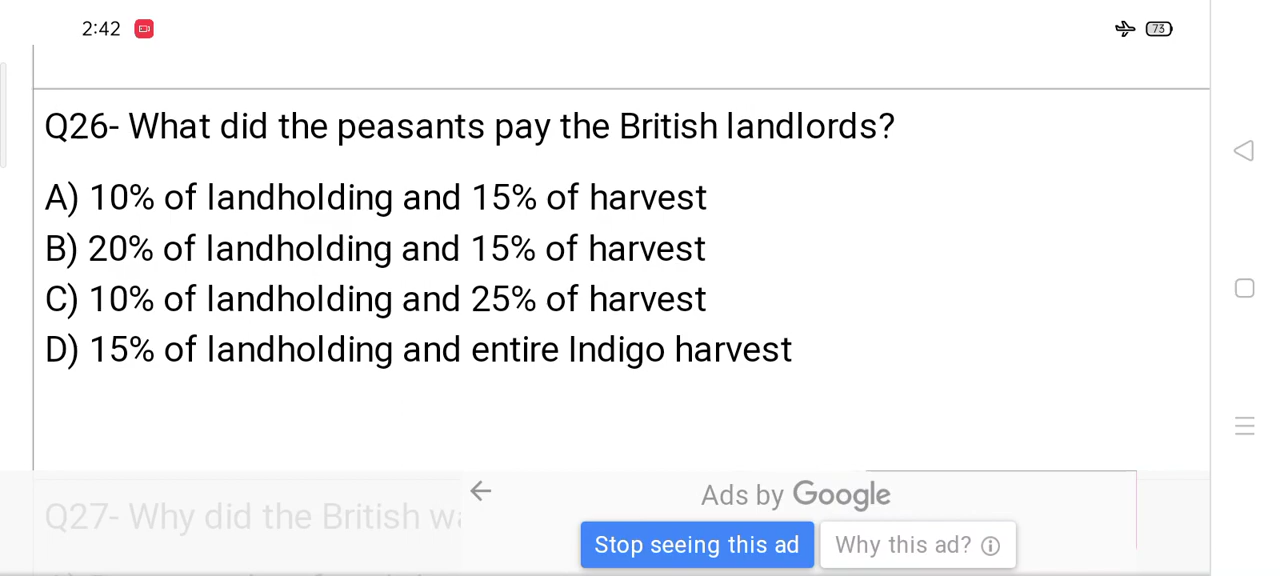 2:42
73
Q26- What did the peasants pay the British landlords?
A) 10% of landholding and 15% of harvest
B) 20% of landholding and 15% of harvest
C) 10% of landholding and 25% of harvest
D) 15% of landholding and entire Indigo harvest
Ads by Google
Q27- Why did the British
Stop seeing this ad
Why this ad?